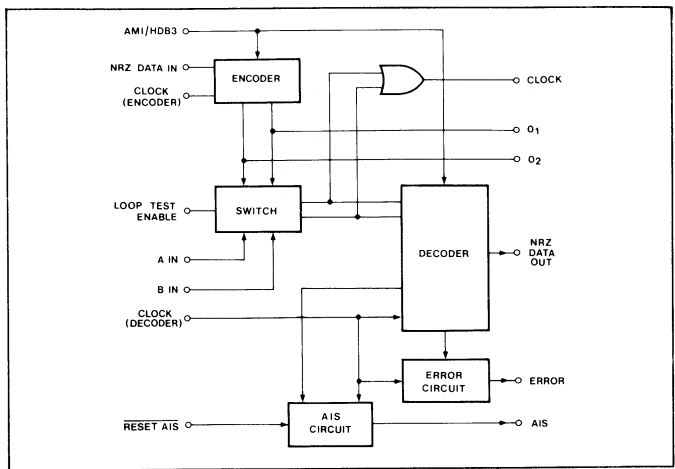 AMI/HDB3
NRZ DATA IN
ENCODER
CLOCK
(ENCODER)
CLOCK
O1
O2
LOOP TEST
ENABLE
SWITCH
A IN
B IN
DECODER
NRZ
DATA
OUT
CLOCK
(DECODER)
ERROR
CIRCUIT
ERROR
RESET AIS
AIS
CIRCUIT
AIS